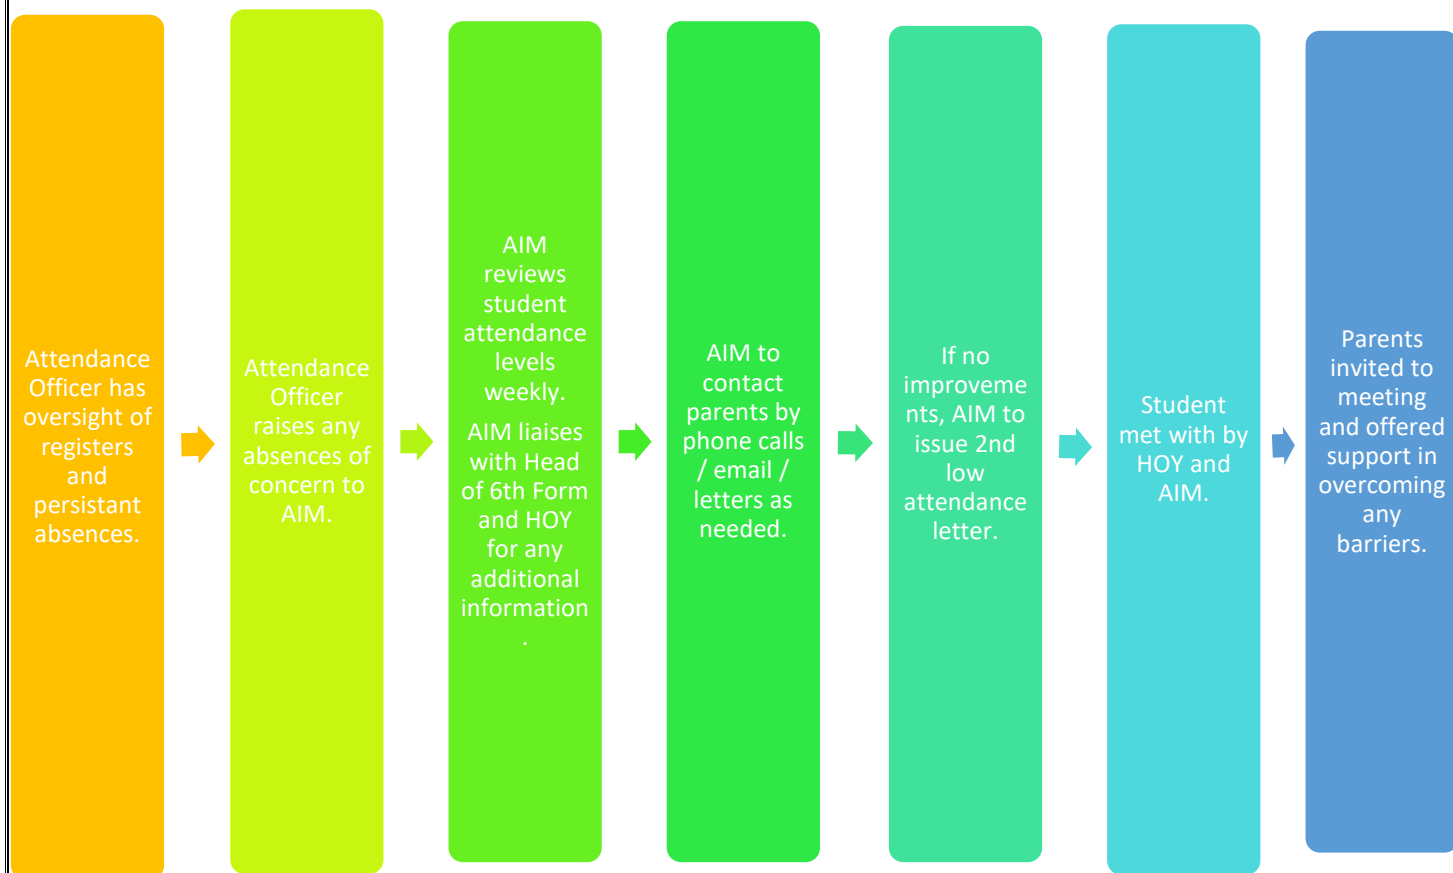 Attendance
Officer has
oversight of
registers
and
persistant
absences.
Attendance
Officer
raises any
absences of
concern to
AIM.
AIM
reviews
student
attendance
levels
weekly.
AIM liaises
with Head
of 6th Form
and HOY
for any
additional
information
.
AIM to
contact
parents by
phone calls
/ email /
letters as
needed.
If no
improveme
nts, AIM to
issue 2nd
low
attendance
letter.
Student
met with by
HOY and
AIM.
Parents
invited to
meeting
and offered
support in
overcoming
any
barriers.